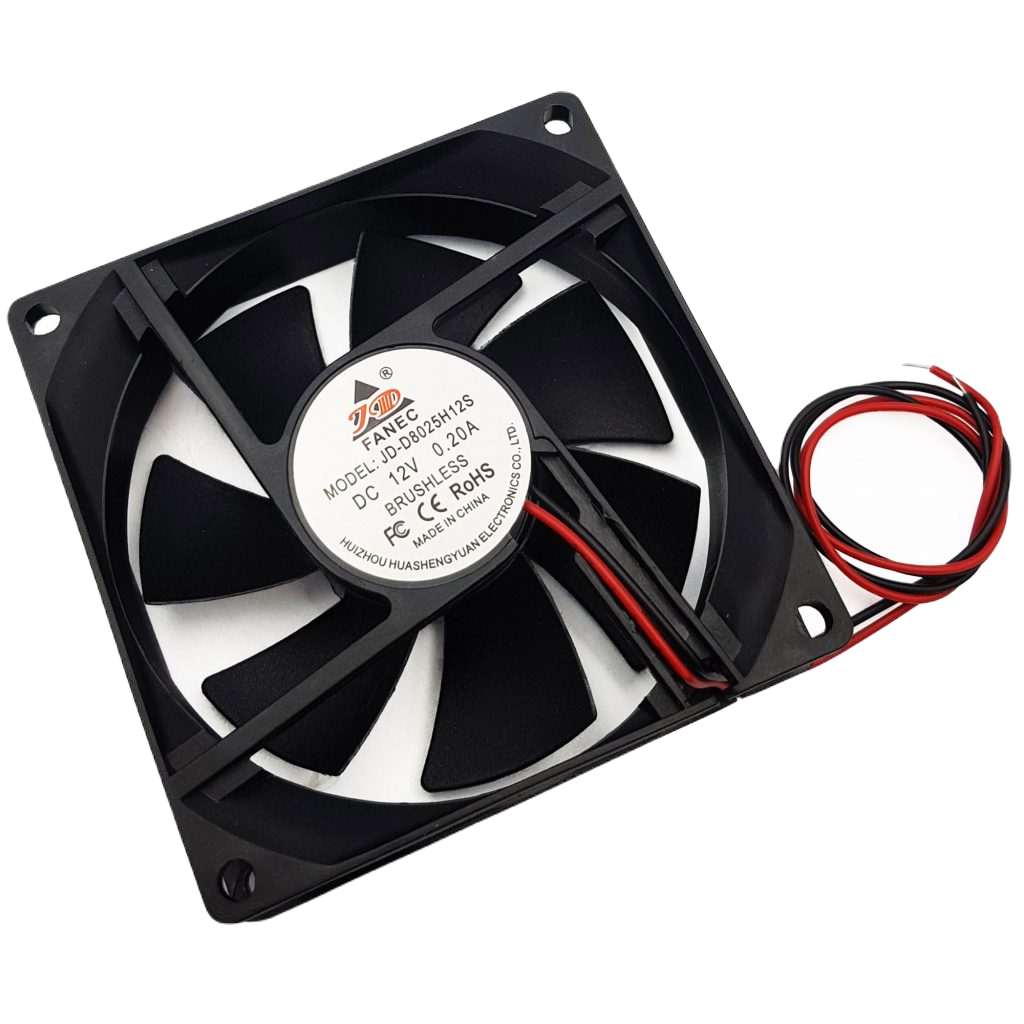 ®
JD
FANEC
MODEL: JD-D8025H12S
DC 12V 0.20A
BRUSHLESS
FC CE RoHS
MADE IN CHINA
HUIZHOU HUASHENGYUAN ELECTRONICS CO., LTD.